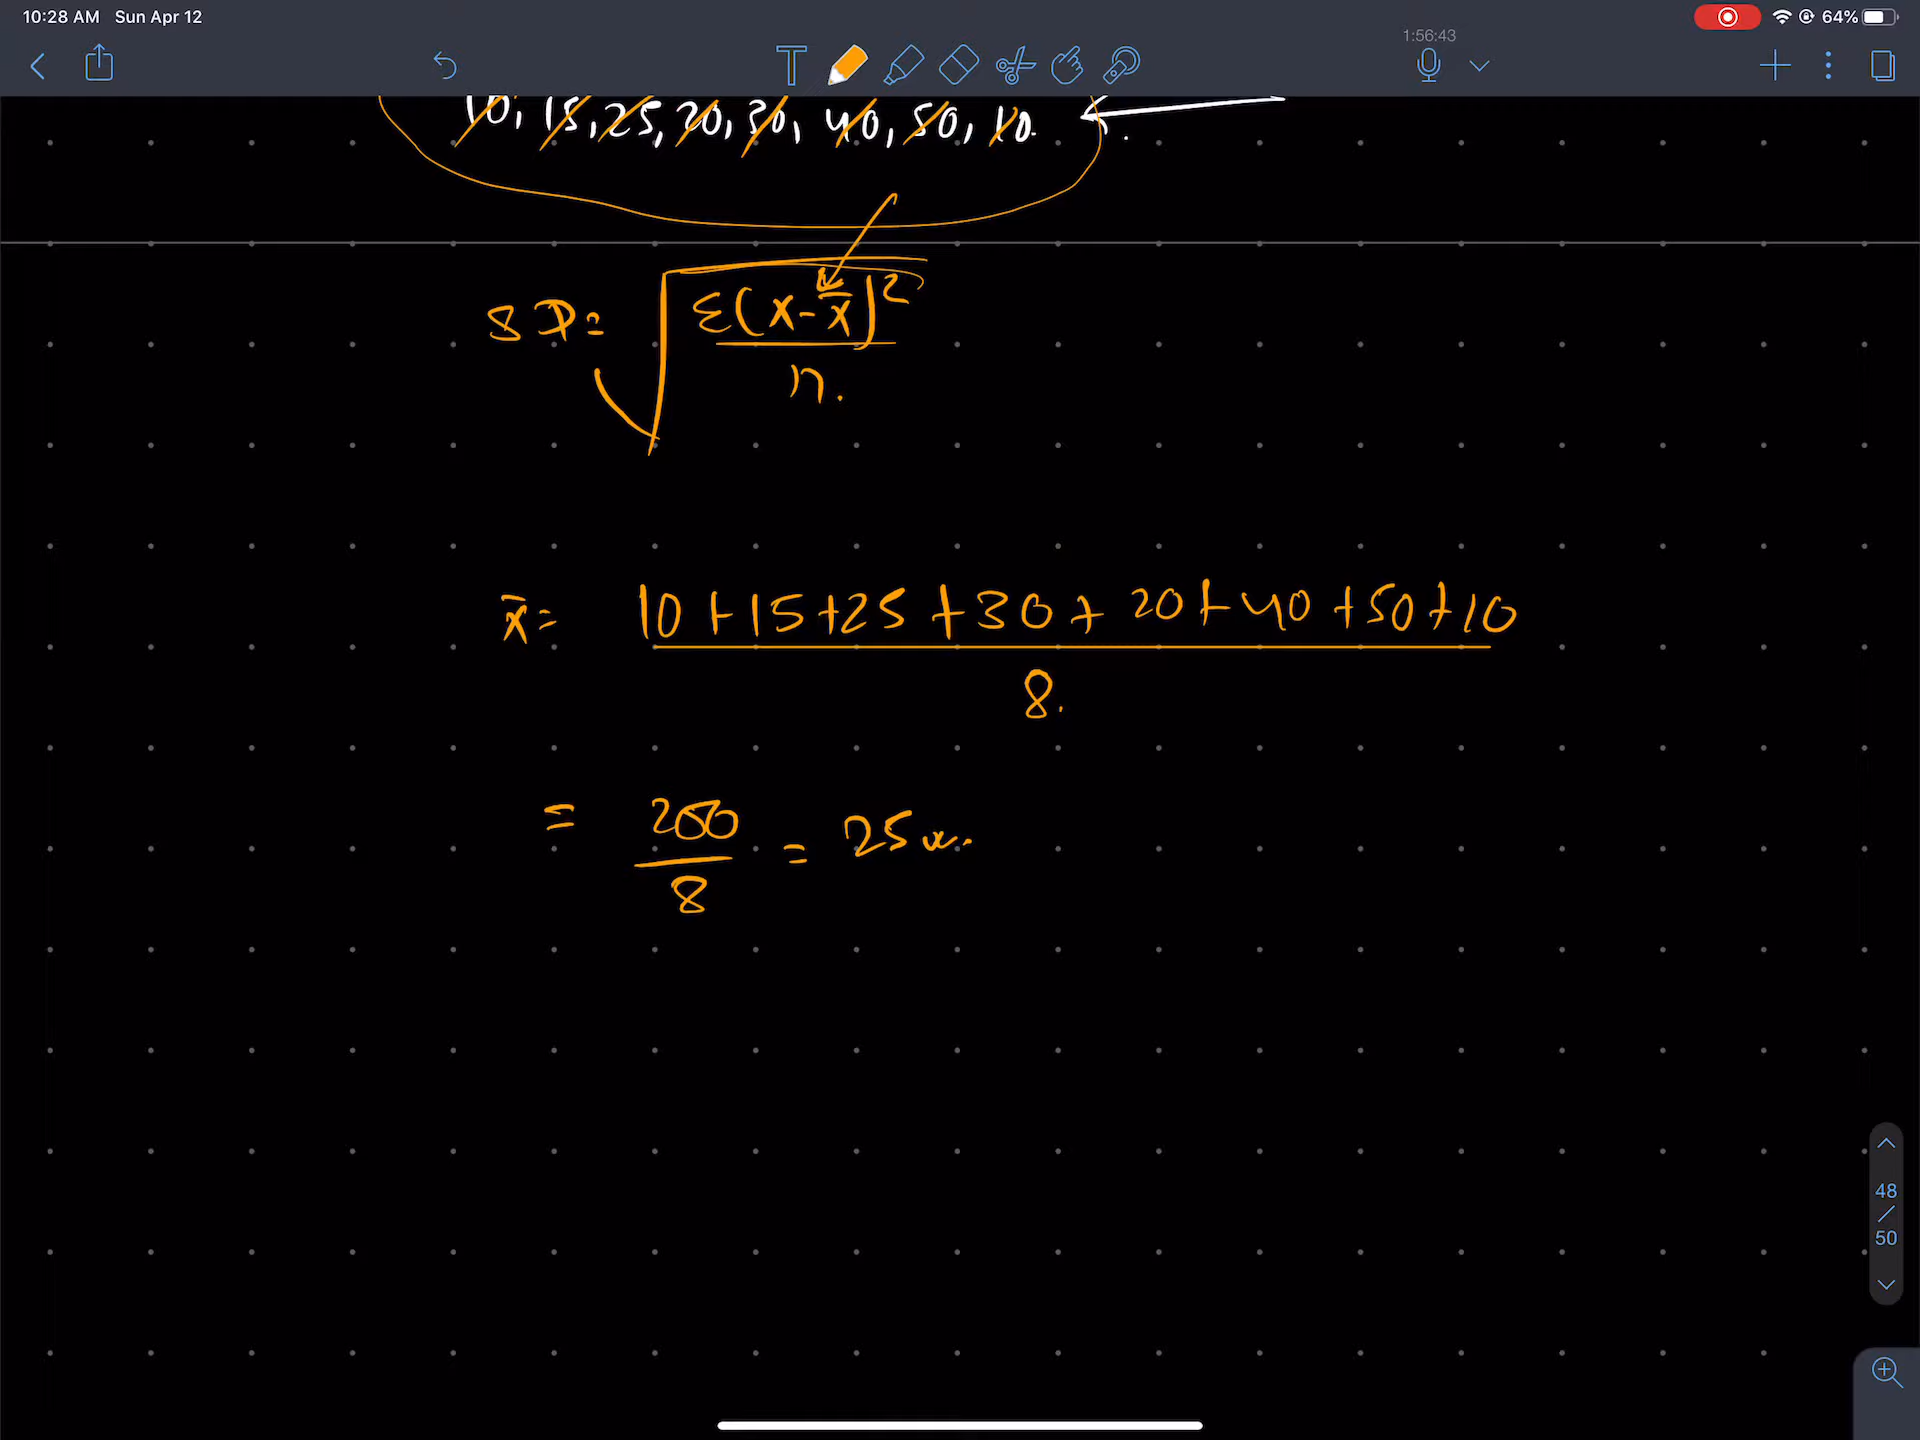 10:28 AM Sun Apr 12
64%
1:56:43
T
10, 15, 25, 20, 30, 40, 50, 10.
SD = √ Σ(x - x̄)²
n.
x̄ = 10 + 15 + 25 + 30 + 20 + 40 + 50 + 10
8.
= 200
8
= 25
48
/
50